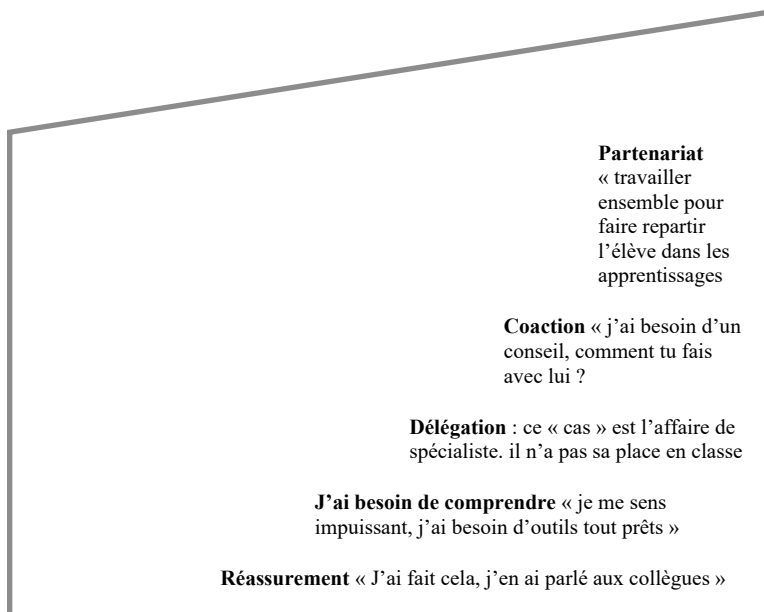 Partenariat
« travailler
ensemble pour
faire repartir
l’élève dans les
apprentissages
Coaction « j’ai besoin d’un
conseil, comment tu fais
avec lui ?
Délégation : ce « cas » est l’affaire de
spécialiste. il n’a pas sa place en classe
J’ai besoin de comprendre « je me sens
impuissant, j’ai besoin d’outils tout prêts »
Réassurement « J’ai fait cela, j’en ai parlé aux collègues »